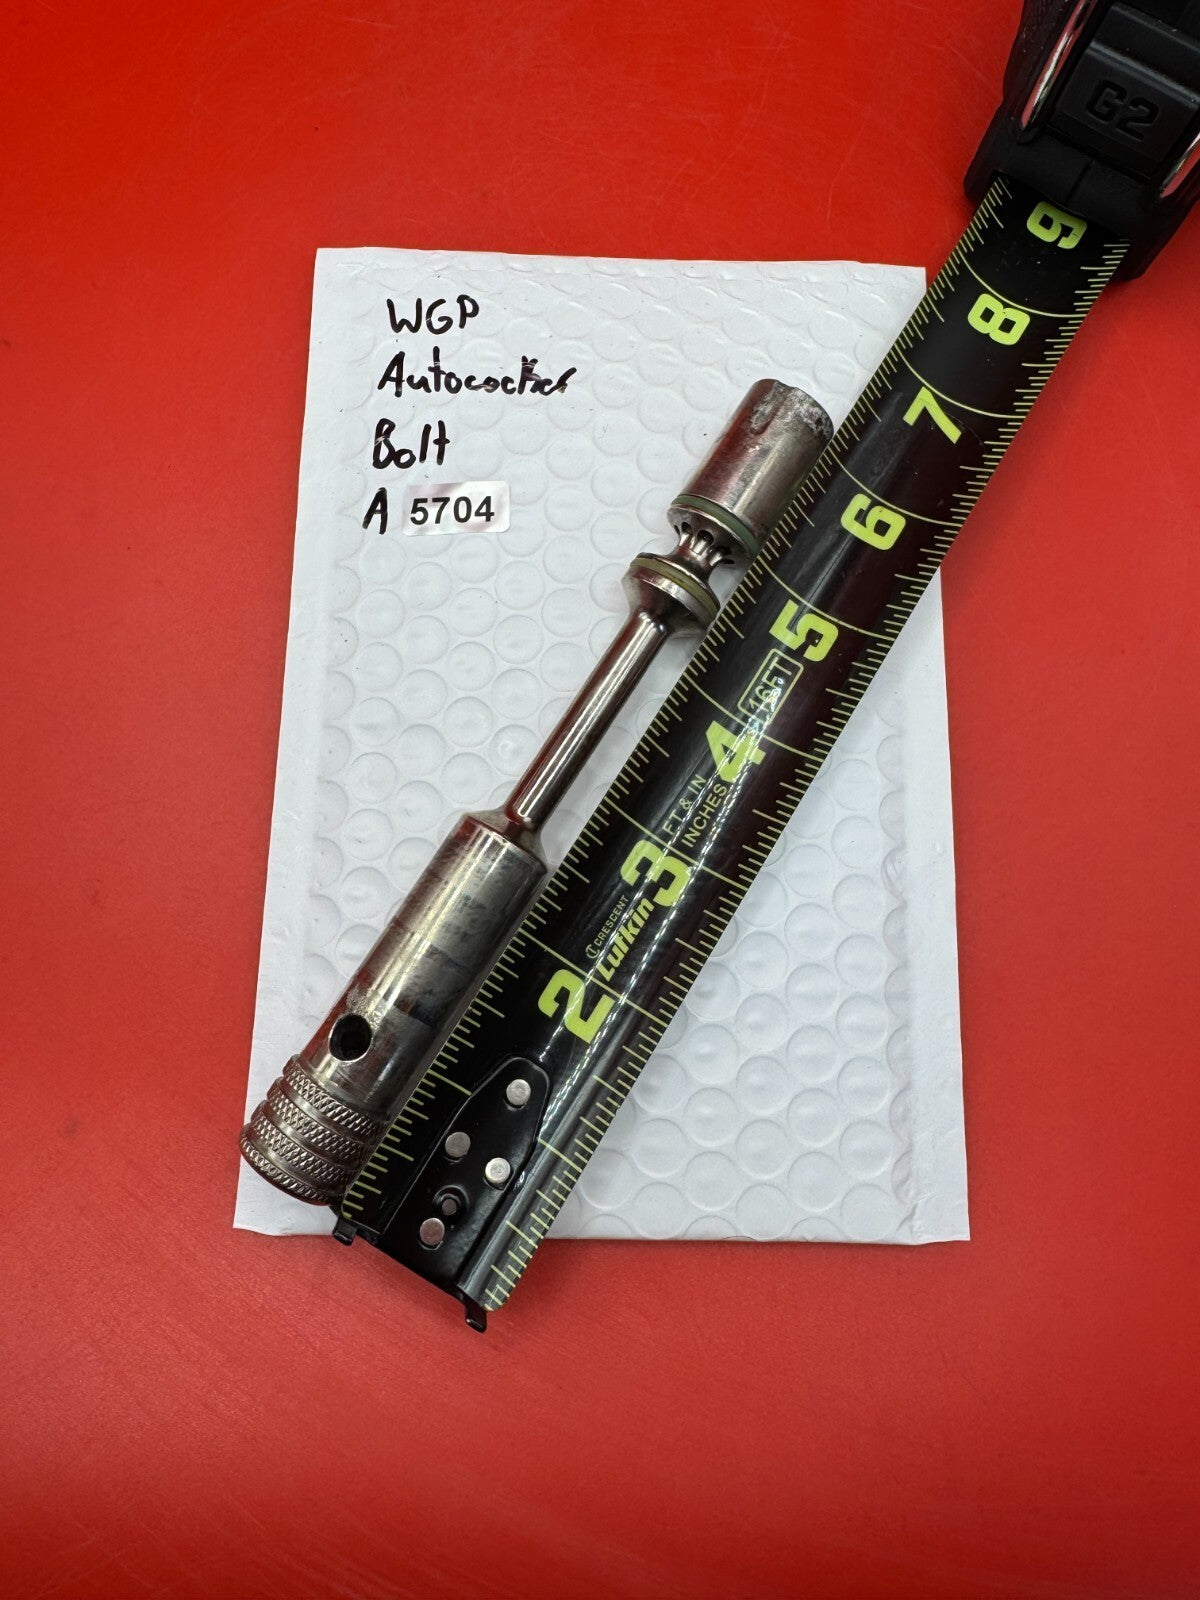 WGP
Autococker
Bolt
A 5704
G2
9
8
7
6
5
16FT
4
FT & IN
INCHES
3
CRESCENT
Lufkin
2